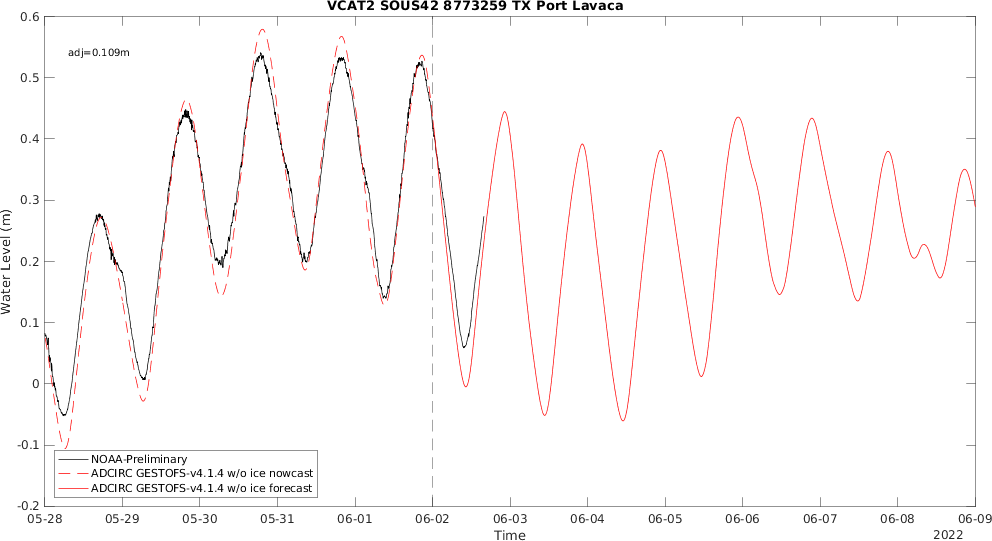 VCAT2 SOUS42 8773259 TX Port Lavaca
adj=0.109m
0.6
0.5
0.4
0.3
0.2
0.1
0
-0.1
-0.2
Water Level (m)
NOAA-Preliminary
ADCIRC GESTOFS-v4.1.4 w/o ice nowcast
ADCIRC GESTOFS-v4.1.4 w/o ice forecast
05-28 05-29 05-30 05-31 06-01 06-02 06-03 06-04 06-05 06-06 06-07 06-08 06-09
Time
2022